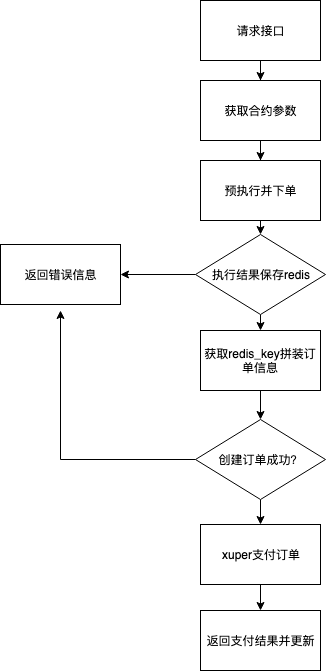 请求接口
获取合约参数
预执行并下单
执行结果保存redis
返回错误信息
获取redis_key拼装订
单信息
创建订单成功?
xuper支付订单
返回支付结果并更新